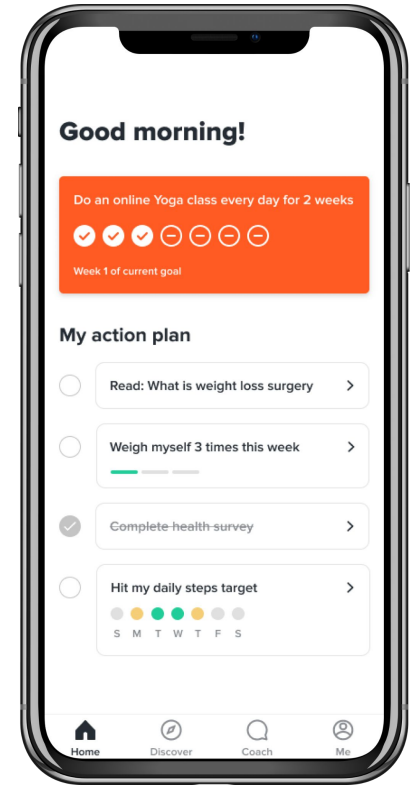 Good morning!
Do an online Yoga class every day for 2 weeks
Week 1 of current goal
My action plan
Read: What is weight loss surgery
Weigh myself 3 times this week
Complete health survey
Hit my daily steps target
S M T W T F S
Home Discover Coach Me